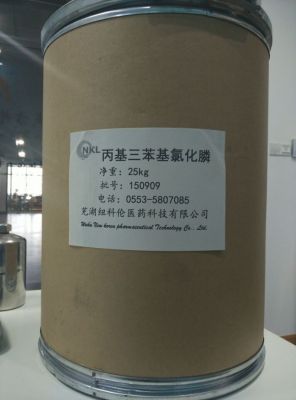 NKL 丙基三苯基氯化膦
净重：25kg
批号：150909
电话：0553-5807085
芜湖纽科伦医药科技有限公司
Wuhu New korea pharmaceutical Technology Co., Ltd.